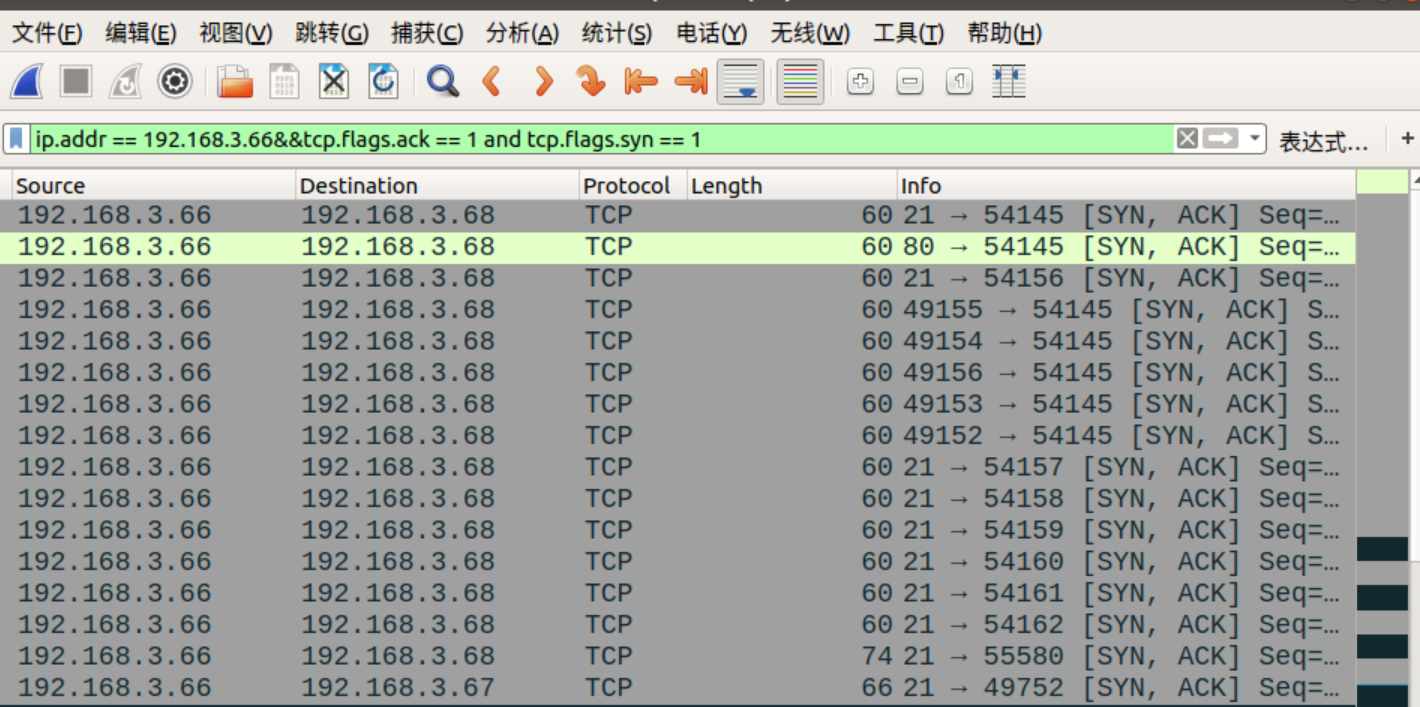 文件(F) 编辑(E) 视图(V) 跳转(G) 捕获(C) 分析(A) 统计(S) 电话(Y) 无线(W) 工具(T) 帮助(H)
ip.addr == 192.168.3.66&&tcp.flags.ack == 1 and tcp.flags.syn == 1 表达式… +
Source Destination Protocol Length Info
192.168.3.66 192.168.3.68 TCP 60 21 → 54145 [SYN, ACK] Seq=…
192.168.3.66 192.168.3.68 TCP 60 80 → 54145 [SYN, ACK] Seq=…
192.168.3.66 192.168.3.68 TCP 60 21 → 54156 [SYN, ACK] Seq=…
192.168.3.66 192.168.3.68 TCP 60 49155 → 54145 [SYN, ACK] S…
192.168.3.66 192.168.3.68 TCP 60 49154 → 54145 [SYN, ACK] S…
192.168.3.66 192.168.3.68 TCP 60 49156 → 54145 [SYN, ACK] S…
192.168.3.66 192.168.3.68 TCP 60 49153 → 54145 [SYN, ACK] S…
192.168.3.66 192.168.3.68 TCP 60 49152 → 54145 [SYN, ACK] S…
192.168.3.66 192.168.3.68 TCP 60 21 → 54157 [SYN, ACK] Seq=…
192.168.3.66 192.168.3.68 TCP 60 21 → 54158 [SYN, ACK] Seq=…
192.168.3.66 192.168.3.68 TCP 60 21 → 54159 [SYN, ACK] Seq=…
192.168.3.66 192.168.3.68 TCP 60 21 → 54160 [SYN, ACK] Seq=…
192.168.3.66 192.168.3.68 TCP 60 21 → 54161 [SYN, ACK] Seq=…
192.168.3.66 192.168.3.68 TCP 60 21 → 54162 [SYN, ACK] Seq=…
192.168.3.66 192.168.3.68 TCP 74 21 → 55580 [SYN, ACK] Seq=…
192.168.3.66 192.168.3.67 TCP 66 21 → 49752 [SYN, ACK] Seq=…